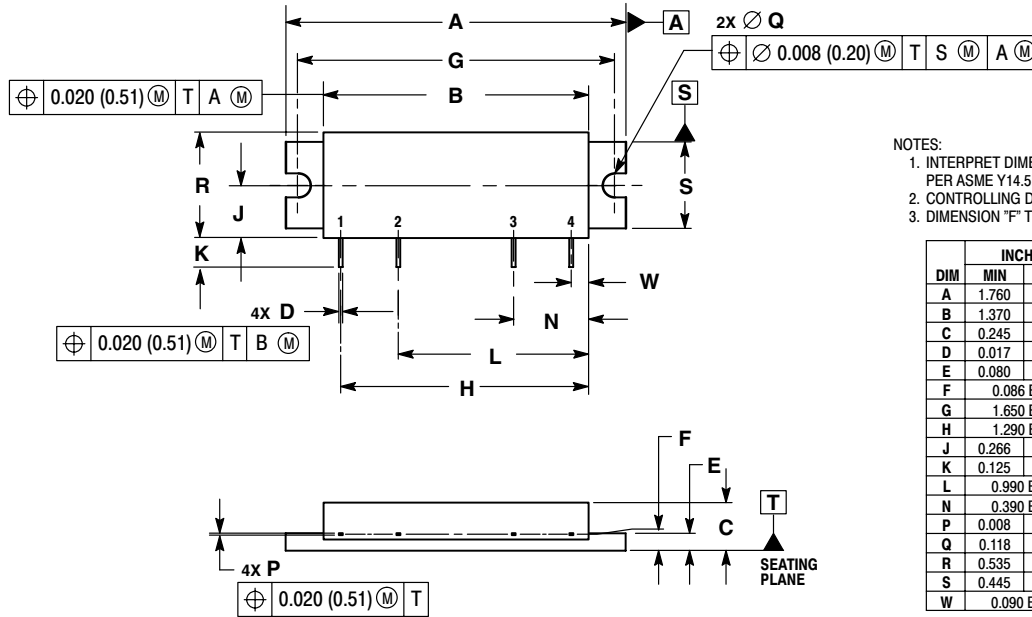 A
A
2X ∅ Q
⌖ ∅ 0.008 (0.20) Ⓜ T S Ⓜ A Ⓜ
G
⌖ 0.020 (0.51) Ⓜ T A Ⓜ
B
S
R
J
K
S
1 2 3 4
W
4X D
N
⌖ 0.020 (0.51) Ⓜ T B Ⓜ
L
H
F
E
C
T
SEATING
PLANE
4X P
⌖ 0.020 (0.51) Ⓜ T
NOTES:
1. INTERPRET
PER ASME Y14.5
2. CONTROLLING
3. DIMENSION "F"
INCH
DIM MIN
A 1.760
B 1.370
C 0.245
D 0.017
E 0.080
F 0.086
G 1.650
H 1.290
J 0.266
K 0.125
L 0.990
N 0.390
P 0.008
Q 0.118
R 0.535
S 0.445
W 0.090